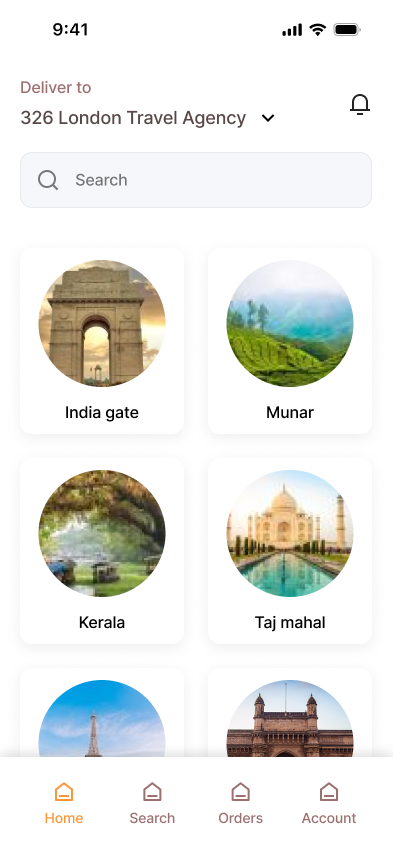 9:41
Deliver to
326 London Travel Agency
Search
India gate
Munar
Kerala
Taj mahal
Home
Search
Orders
Account